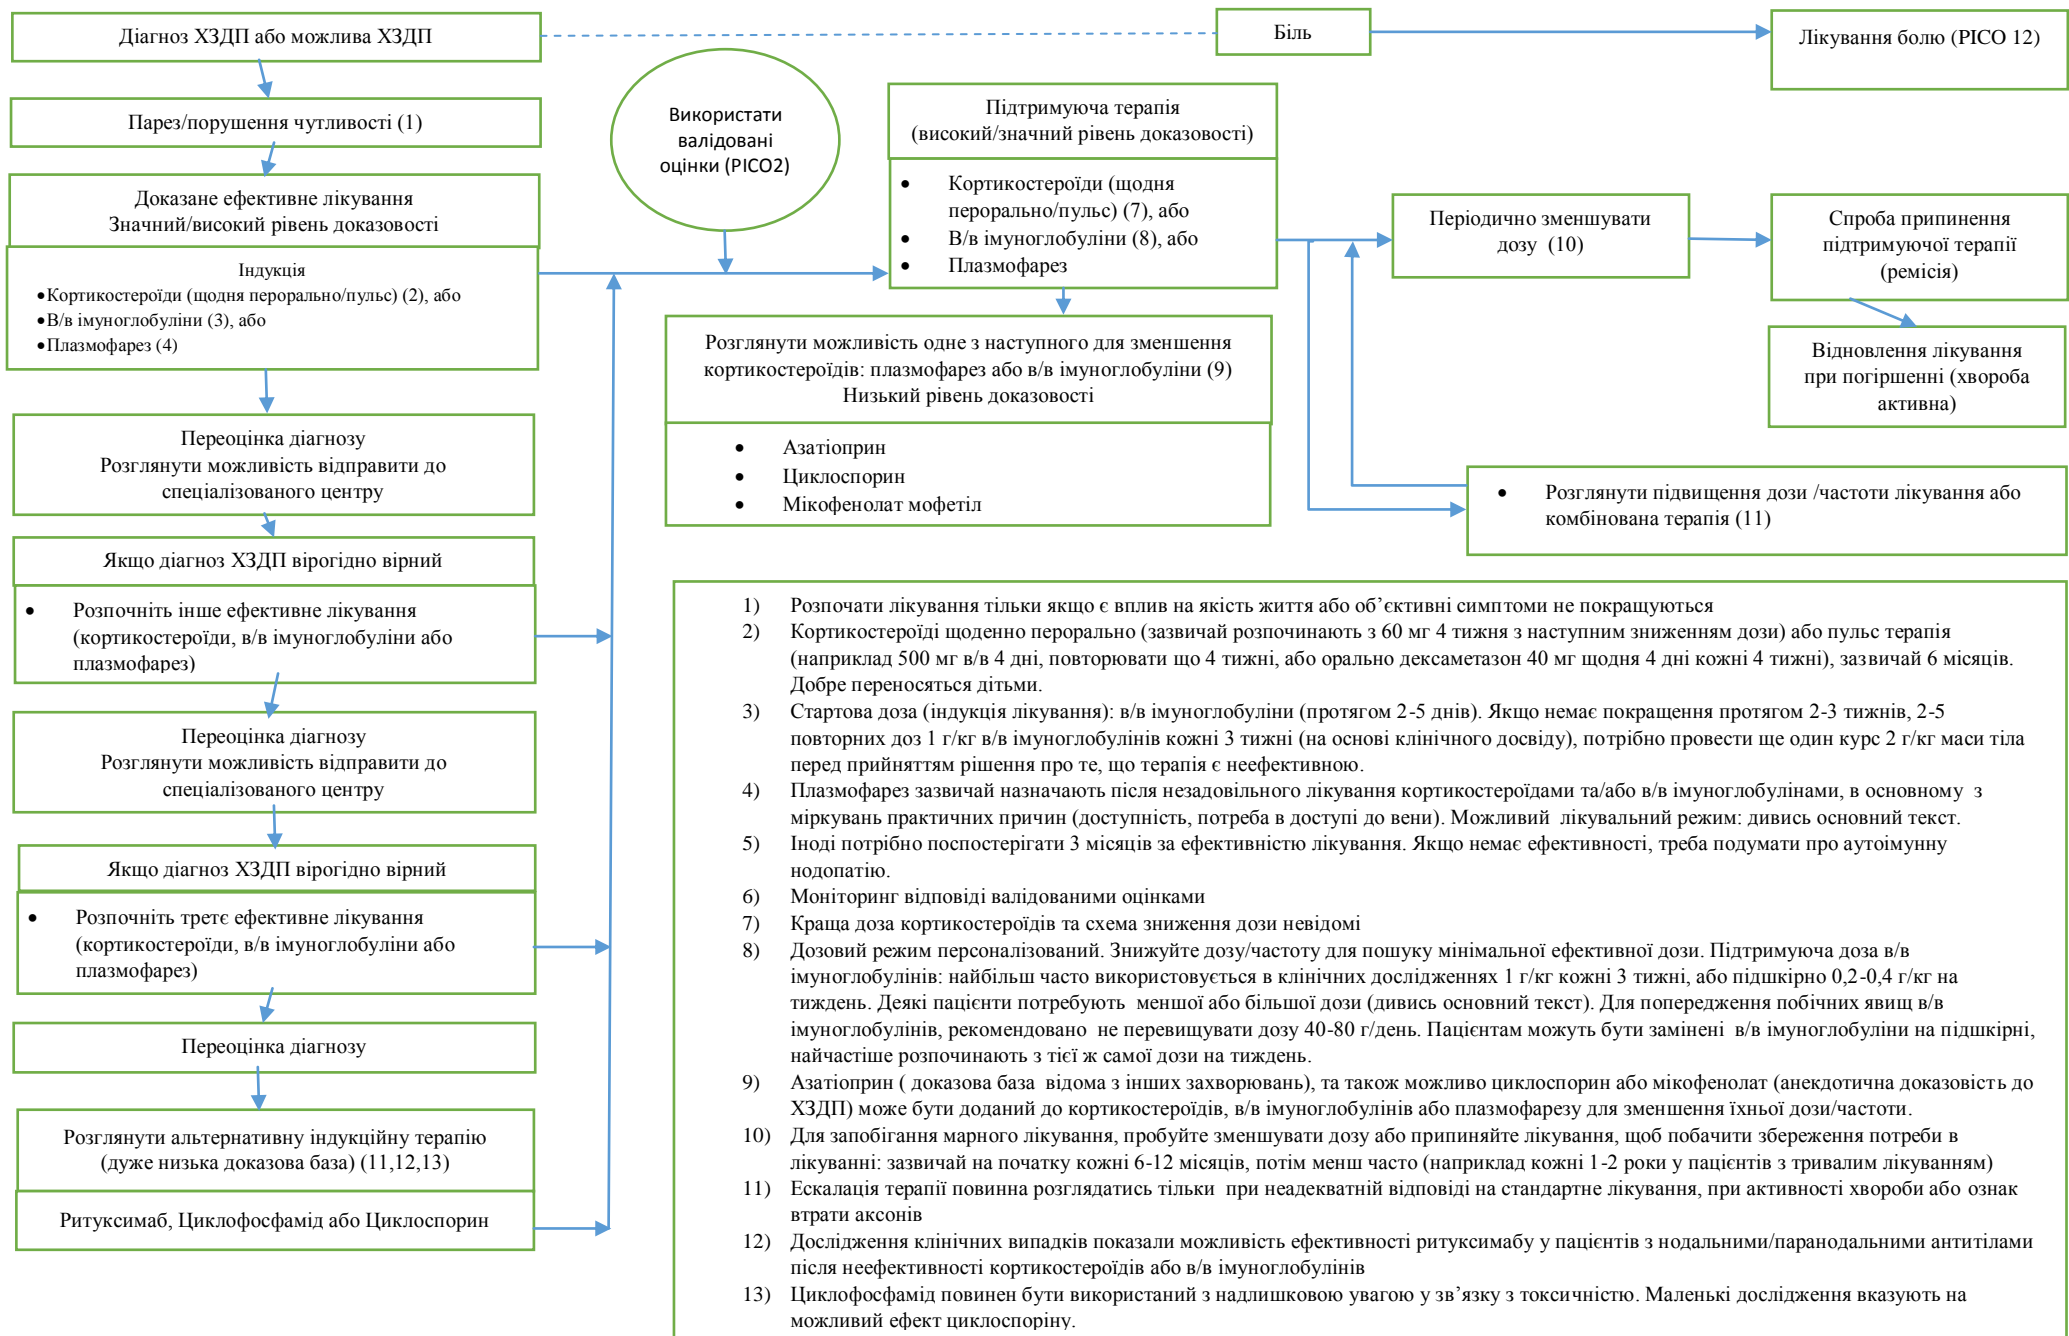 Діагноз ХЗДП або можлива ХЗДП
Біль
Лікування болю (PICO 12)
Парез/порушення чутливості (1)
Доказане ефективне лікування
Значний/високий рівень доказовості
Індукція
•Кортикостероїди (щодня перорально/пульс) (2), або
•В/в імуноглобуліни (3), або
•Плазмофарез (4)
Переоцінка діагнозу
Розглянути можливість відправити до
спеціалізованого центру
Якщо діагноз ХЗДП вірогідно вірний
• Розпочніть інше ефективне лікування
(кортикостероїди, в/в імуноглобуліни або
плазмофарез)
Переоцінка діагнозу
Розглянути можливість відправити до
спеціалізованого центру
Якщо діагноз ХЗДП вірогідно вірний
• Розпочніть третє ефективне лікування
(кортикостероїди, в/в імуноглобуліни або
плазмофарез)
Переоцінка діагнозу
Розглянути альтернативну індукційну терапію
(дуже низька доказова база) (11,12,13)
Ритуксимаб, Циклофосфамід або Циклоспорин
Використати
валідовані
оцінки (PICO2)
Підтримуюча терапія
(високий/значний рівень доказовості)
• Кортикостероїди (щодня
перорально/пульс) (7), або
• В/в імуноглобуліни (8), або
• Плазмофарез
Розглянути можливість одне з наступного для зменшення
кортикостероїдів: плазмофарез або в/в імуноглобуліни (9)
Низький рівень доказовості
• Азатіоприн
• Циклоспорин
• Мікофенолат мофетіл
Періодично зменшувати
дозу (10)
Спроба припинення
підтримуючої терапії
(ремісія)
Відновлення лікування
при погіршенні (хвороба
активна)
• Розглянути підвищення дози /частоти лікування або
комбінована терапія (11)
1) Розпочати лікування тільки якщо є вплив на якість життя або об’єктивні симптоми не покращуються
2) Кортикостероїді щоденно перорально (зазвичай розпочинають з 60 мг 4 тижня з наступним зниженням дози) або пульс терапія
(наприклад 500 мг в/в 4 дні, повторювати що 4 тижні, або орально дексаметазон 40 мг щодня 4 дні кожні 4 тижні), зазвичай 6 місяців.
Добре переносяться дітьми.
3) Стартова доза (індукція лікування): в/в імуноглобуліни (протягом 2-5 днів). Якщо немає покращення протягом 2-3 тижнів, 2-5
повторних доз 1 г/кг в/в імуноглобулінів кожні 3 тижні (на основі клінічного досвіду), потрібно провести ще один курс 2 г/кг маси тіла
перед прийняттям рішення про те, що терапія є неефективною.
4) Плазмофарез зазвичай назначають після незадовільного лікування кортикостероїдами та/або в/в імуноглобулінами, в основному з
міркувань практичних причин (доступність, потреба в доступі до вени). Можливий лікувальний режим: дивись основний текст.
5) Іноді потрібно поспостерігати 3 місяців за ефективністю лікування. Якщо немає ефективності, треба подумати про аутоімунну
нодопатію.
6) Моніторинг відповіді валідованими оцінками
7) Краща доза кортикостероїдів та схема зниження дози невідомі
8) Дозовий режим персоналізований. Знижуйте дозу/частоту для пошуку мінімальної ефективної дози. Підтримуюча доза в/в
імуноглобулінів: найбільш часто використовується в клінічних дослідженнях 1 г/кг кожні 3 тижні, або підшкірно 0,2-0,4 г/кг на
тиждень. Деякі пацієнти потребують меншої або більшої дози (дивись основний текст). Для попередження побічних явищ в/в
імуноглобулінів, рекомендовано не перевищувати дозу 40-80 г/день. Пацієнтам можуть бути замінені в/в імуноглобуліни на підшкірні,
найчастіше розпочинають з тієї ж самої дози на тиждень.
9) Азатіоприн ( доказова база відома з інших захворювань), та також можливо циклоспорин або мікофенолат (анекдотична доказовість до
ХЗДП) може бути доданий до кортикостероїдів, в/в імуноглобулінів або плазмофарезу для зменшення їхньої дози/частоти.
10) Для запобігання марного лікування, пробуйте зменшувати дозу або припиняйте лікування, щоб побачити збереження потреби в
лікуванні: зазвичай на початку кожні 6-12 місяців, потім менш часто (наприклад кожні 1-2 роки у пацієнтів з тривалим лікуванням)
11) Ескалація терапії повинна розглядатись тільки при неадекватній відповіді на стандартне лікування, при активності хвороби або ознак
втрати аксонів
12) Дослідження клінічних випадків показали можливість ефективності ритуксимабу у пацієнтів з нодальними/паранодальними антитілами
після неефективності кортикостероїдів або в/в імуноглобулінів
13) Циклофосфамід повинен бути використаний з надлишковою увагою у зв’язку з токсичністю. Маленькі дослідження вказують на
можливий ефект циклоспоріну.